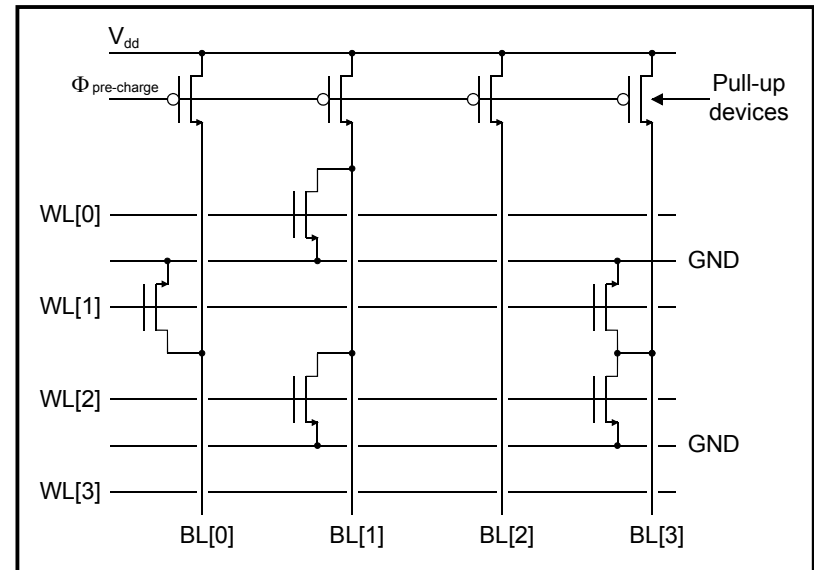 Vdd
Φ pre-charge
Pull-up
devices
WL[0]
GND
WL[1]
WL[2]
GND
WL[3]
BL[0] BL[1] BL[2] BL[3]